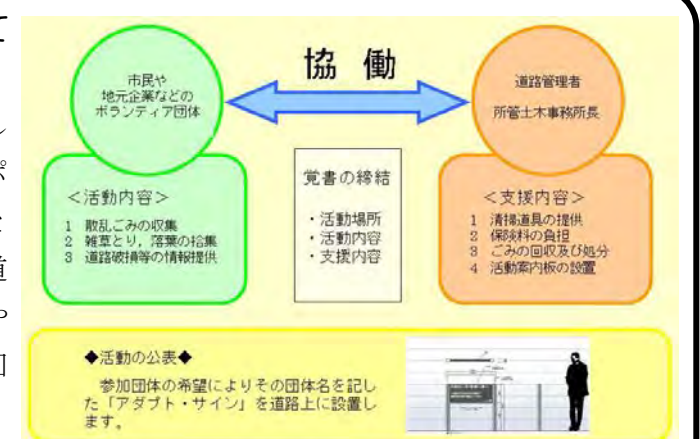 て
協 働
市民や
地元企業などの
ボランティア団体
道路管理者
所管土木事務所長
ポ
道
や
覚書の締結
・活動場所
・活動内容
・支援内容
＜活動内容＞
1 散乱ごみの収集
2 雑草とり，落葉の拾集
3 道路破損等の情報提供
＜支援内容＞
1 清掃道具の提供
2 保険料の負担
3 ごみの回収及び処分
4 活動案内板の設置
◆活動の公表◆
参加団体の希望によりその団体名を記し
た「アダプト・サイン」を道路上に設置し
ます。